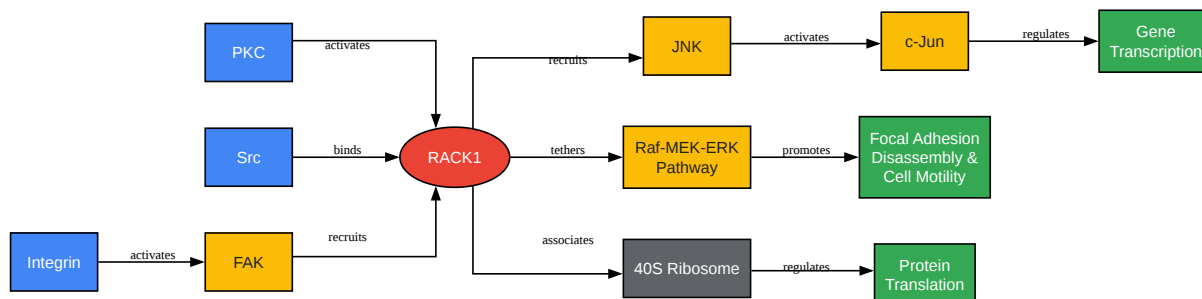 PKC
activates
RACK1
recruits
JNK
activates
c-Jun
regulates
Gene
Transcription
Src
binds
tethers
Raf-MEK-ERK
Pathway
promotes
Focal Adhesion
Disassembly &
Cell Motility
Integrin
activates
FAK
recruits
associates
40S Ribosome
regulates
Protein
Translation